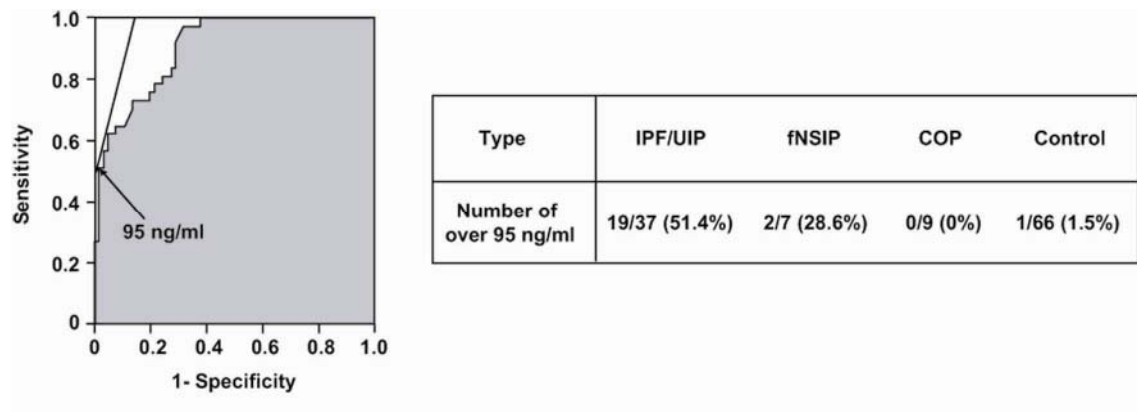 1.0
0.8
0.6
0.4
0.2
0
Sensitivity
95 ng/ml
0 0.2 0.4 0.6 0.8 1.0
1- Specificity
Type IPF/UIP fNSIP COP Control
Number of
over 95 ng/ml 19/37 (51.4%) 2/7 (28.6%) 0/9 (0%) 1/66 (1.5%)